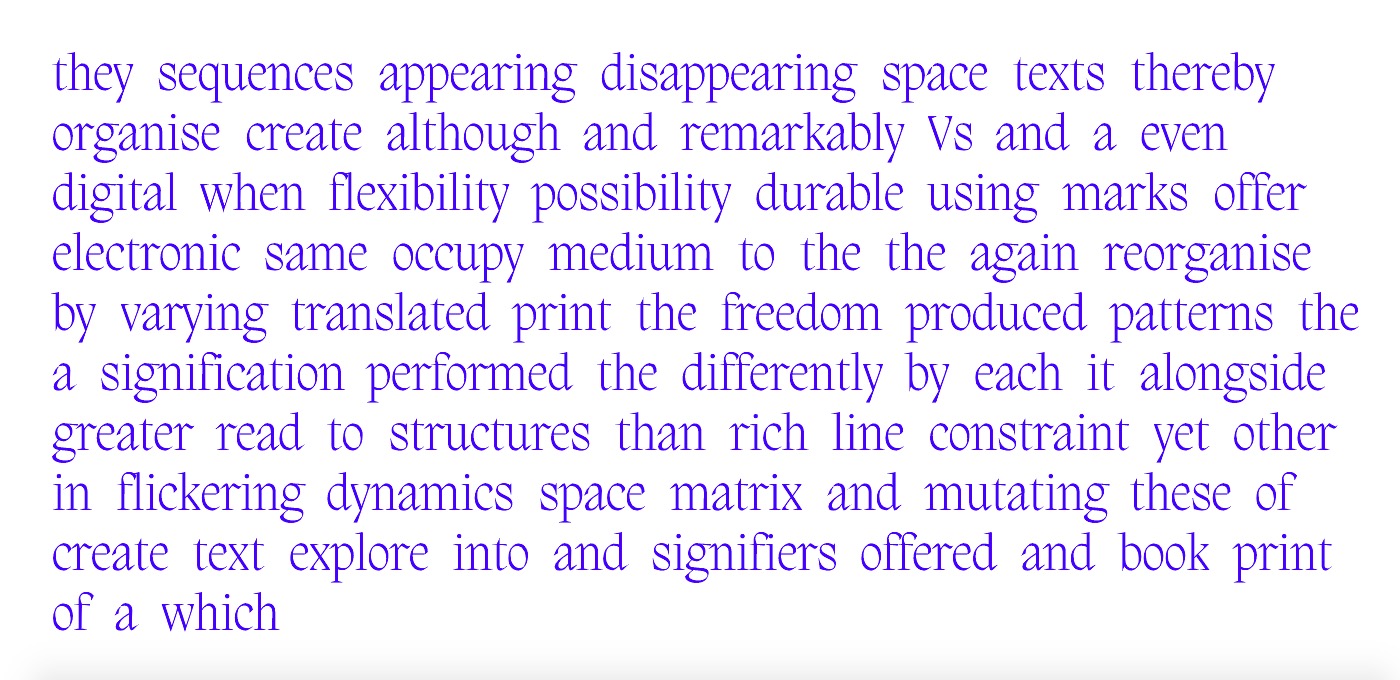 they sequences appearing disappearing space texts thereby
organise create although and remarkably Vs and a even
digital when flexibility possibility durable using marks offer
electronic same occupy medium to the the again reorganise
by varying translated print the freedom produced patterns the
a signification performed the differently by each it alongside
greater read to structures than rich line constraint yet other
in flickering dynamics space matrix and mutating these of
create text explore into and signifiers offered and book print
of a which